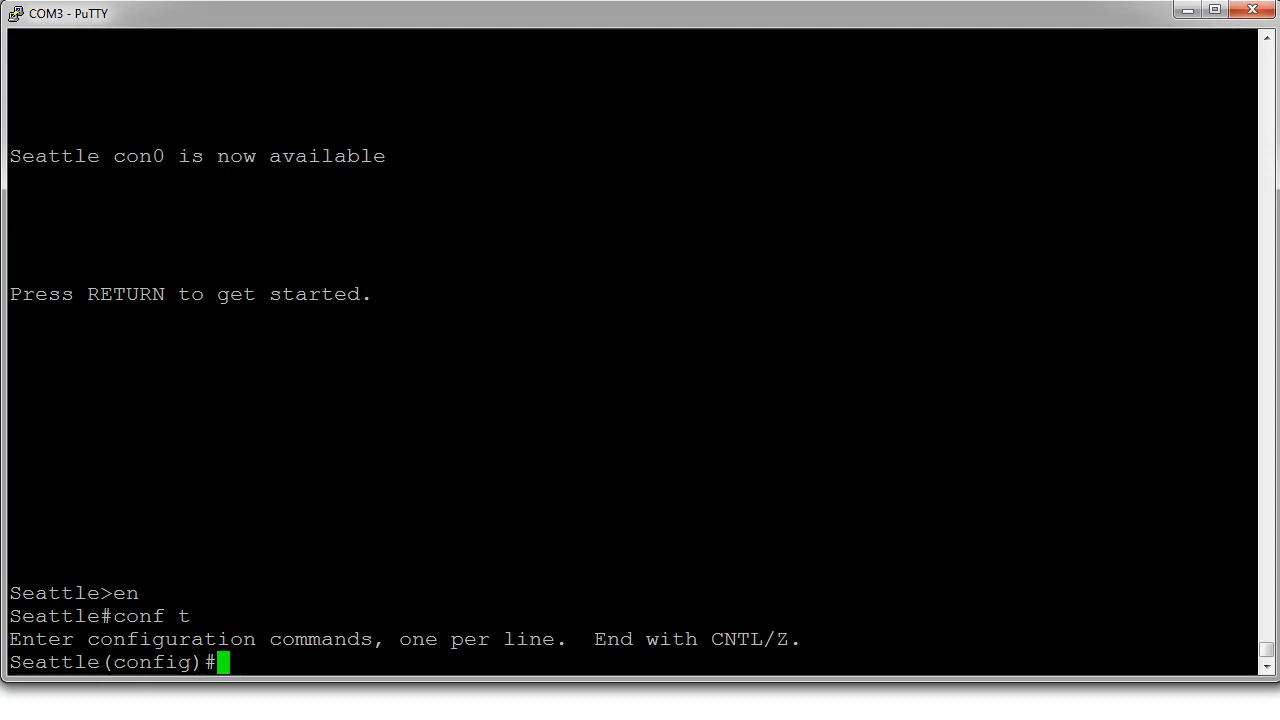 COM3 - PuTTY
Seattle con0 is now available
Press RETURN to get started.
Seattle>en
Seattle#conf t
Enter configuration commands, one per line.  End with CNTL/Z.
Seattle(config)#